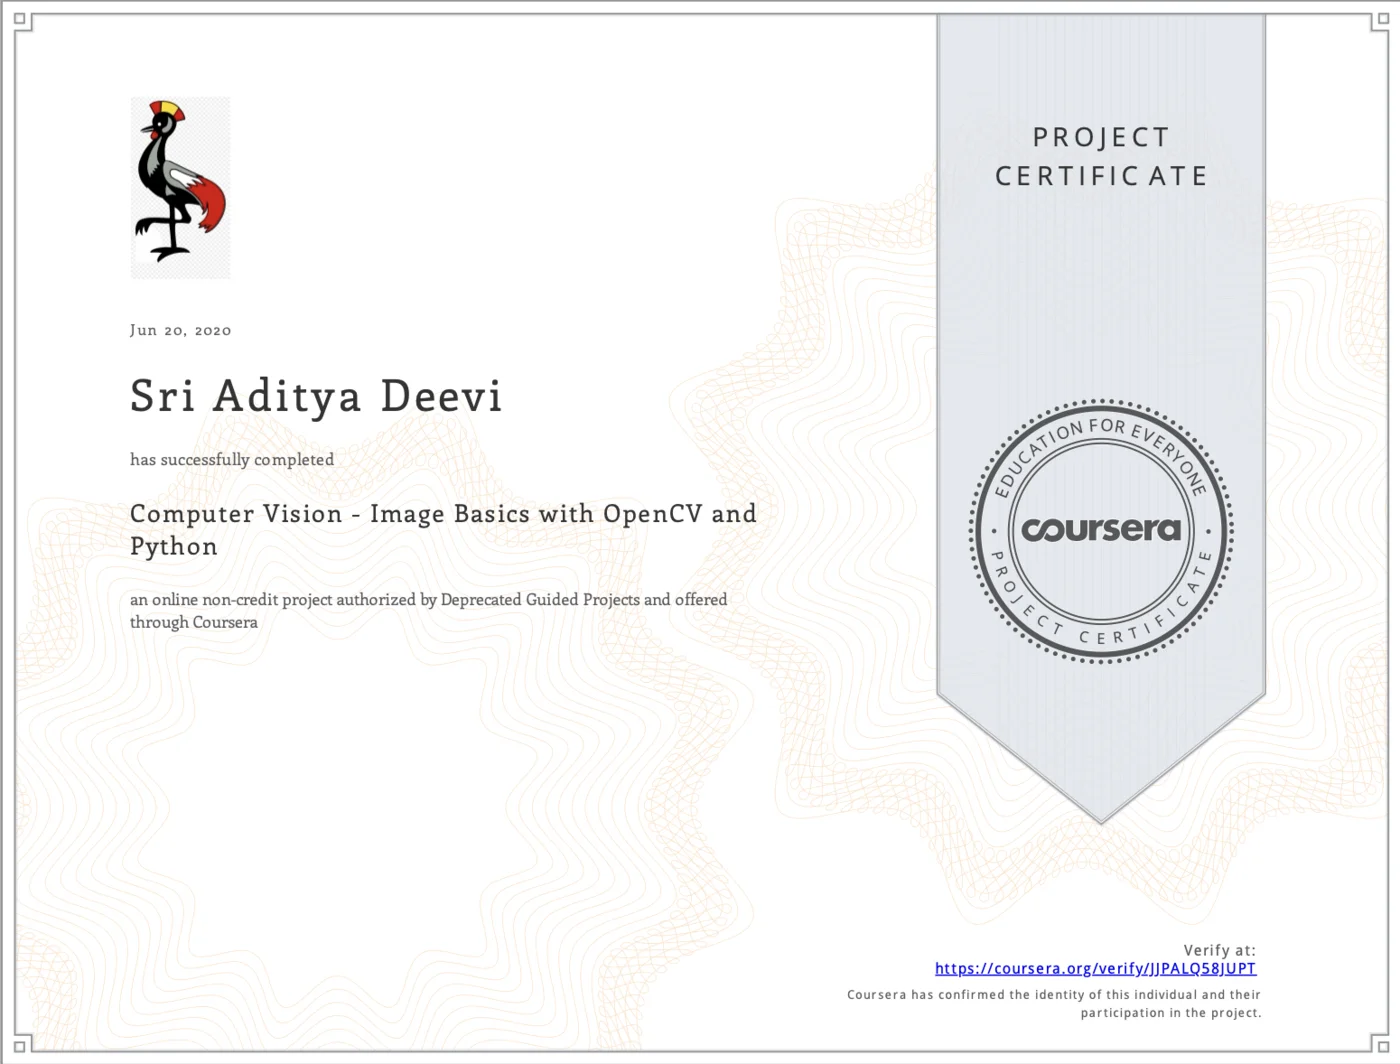 PROJECT
CERTIFICATE
Jun 20, 2020
Sri Aditya Deevi
has successfully completed
Computer Vision - Image Basics with OpenCV and
Python
an online non-credit project authorized by Deprecated Guided Projects and offered
through Coursera
EDUCATION FOR EVERYONE
coursera
PROJECT CERTIFICATE
Verify at:
https://coursera.org/verify/JJPALQ58JUPT
Coursera has confirmed the identity of this individual and their
participation in the project.